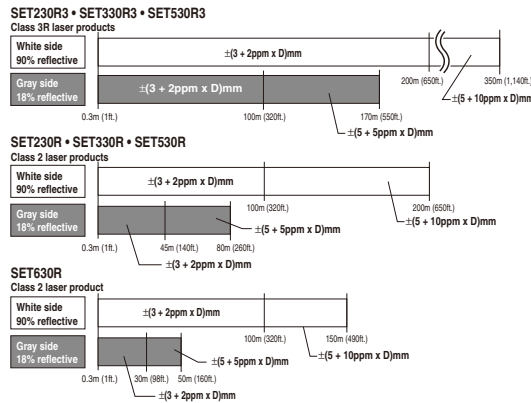 SET230R3 • SET330R3 • SET530R3
Class 3R laser products
White side
90% reflective
±(3 + 2ppm x D)mm
200m (650ft.)
350m (1,140ft.)
±(5 + 10ppm x D)mm
Gray side
18% reflective
±(3 + 2ppm x D)mm
0.3m (1ft.)
100m (320ft.)
170m (550ft.)
±(5 + 5ppm x D)mm
SET230R • SET330R • SET530R
Class 2 laser products
White side
90% reflective
±(3 + 2ppm x D)mm
100m (320ft.)
200m (650ft.)
±(5 + 10ppm x D)mm
Gray side
18% reflective
±(5 + 5ppm x D)mm
0.3m (1ft.)
45m (140ft.)
80m (260ft.)
±(3 + 2ppm x D)mm
SET630R
Class 2 laser product
White side
90% reflective
±(3 + 2ppm x D)mm
100m (320ft.)
150m (490ft.)
±(5 + 10ppm x D)mm
Gray side
18% reflective
±(5 + 5ppm x D)mm
0.3m (1ft.)
30m (98ft.)
50m (160ft.)
±(3 + 2ppm x D)mm